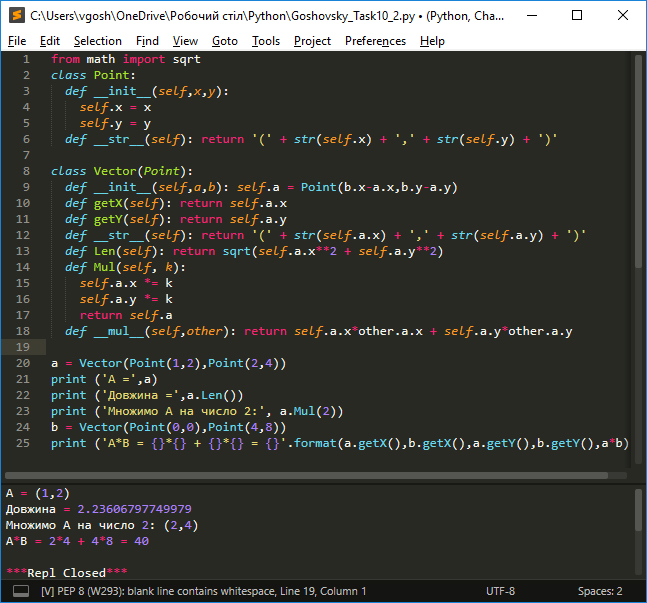 C:\Users\vgosh\OneDrive\Робочий стіл\Python\Goshovsky_Task10_2.py • (Python, Cha...
File Edit Selection Find View Goto Tools Project Preferences Help
1 from math import sqrt
2 class Point:
3   def __init__(self,x,y):
4     self.x = x
5     self.y = y
6   def __str__(self): return '(' + str(self.x) + ',' + str(self.y) + ')'
7
8 class Vector(Point):
9   def __init__(self,a,b): self.a = Point(b.x-a.x,b.y-a.y)
10   def getX(self): return self.a.x
11   def getY(self): return self.a.y
12   def __str__(self): return '(' + str(self.a.x) + ',' + str(self.a.y) + ')'
13   def Len(self): return sqrt(self.a.x**2 + self.a.y**2)
14   def Mul(self, k):
15     self.a.x *= k
16     self.a.y *= k
17     return self.a
18   def __mul__(self,other): return self.a.x*other.a.x + self.a.y*other.a.y
19
20 a = Vector(Point(1,2),Point(2,4))
21 print ('A =',a)
22 print ('Довжина =',a.Len())
23 print ('Множимо А на число 2:', a.Mul(2))
24 b = Vector(Point(0,0),Point(4,8))
25 print ('A*B = {}*{} + {}*{} = {}'.format(a.getX(),b.getX(),a.getY(),b.getY(),a*b)
A = (1,2)
Довжина = 2.23606797749979
Множимо А на число 2: (2,4)
A*B = 2*4 + 4*8 = 40
***Repl Closed***
[V] PEP 8 (W293): blank line contains whitespace, Line 19, Column 1 UTF-8 Spaces: 2